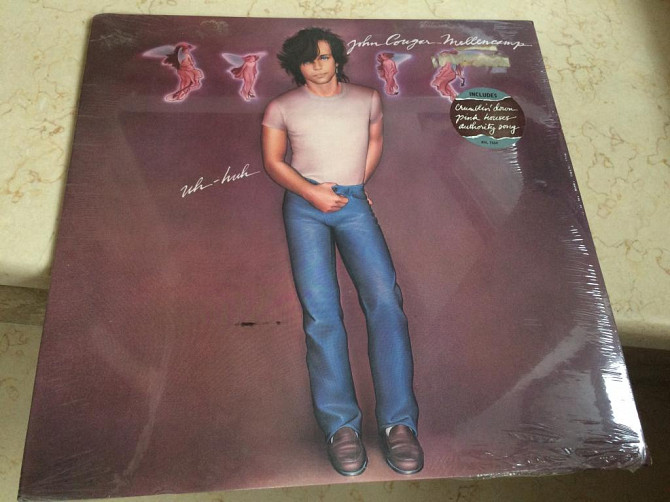 John Cougar Mellencamp
INCLUDES
Crumblin' down
pink houses
authority song
uh-huh